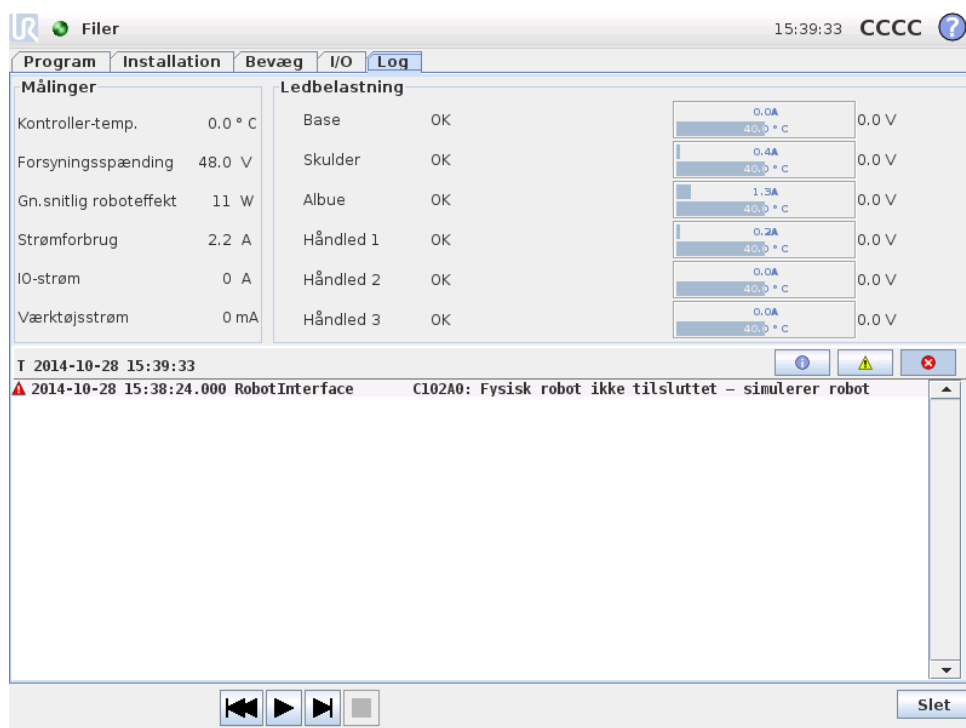 UR Filer 15:39:33 CCCC ?
Program Installation Bevæg I/O Log
Målinger
Kontroller-temp. 0.0 ° C
Forsyningsspænding 48.0 V
Gn.snitlig roboteffekt 11 W
Strømforbrug 2.2 A
IO-strøm 0 A
Værktøjsstrøm 0 mA
Ledbelastning
Base OK 0.0A 40.0 ° C 0.0 V
Skulder OK 0.4A 40.0 ° C 0.0 V
Albue OK 1.3A 40.0 ° C 0.0 V
Håndled 1 OK 0.2A 40.0 ° C 0.0 V
Håndled 2 OK 0.0A 40.0 ° C 0.0 V
Håndled 3 OK 0.0A 40.0 ° C 0.0 V
T 2014-10-28 15:39:33
2014-10-28 15:38:24.000 RobotInterface C102A0: Fysisk robot ikke tilsluttet – simulerer robot
Slet